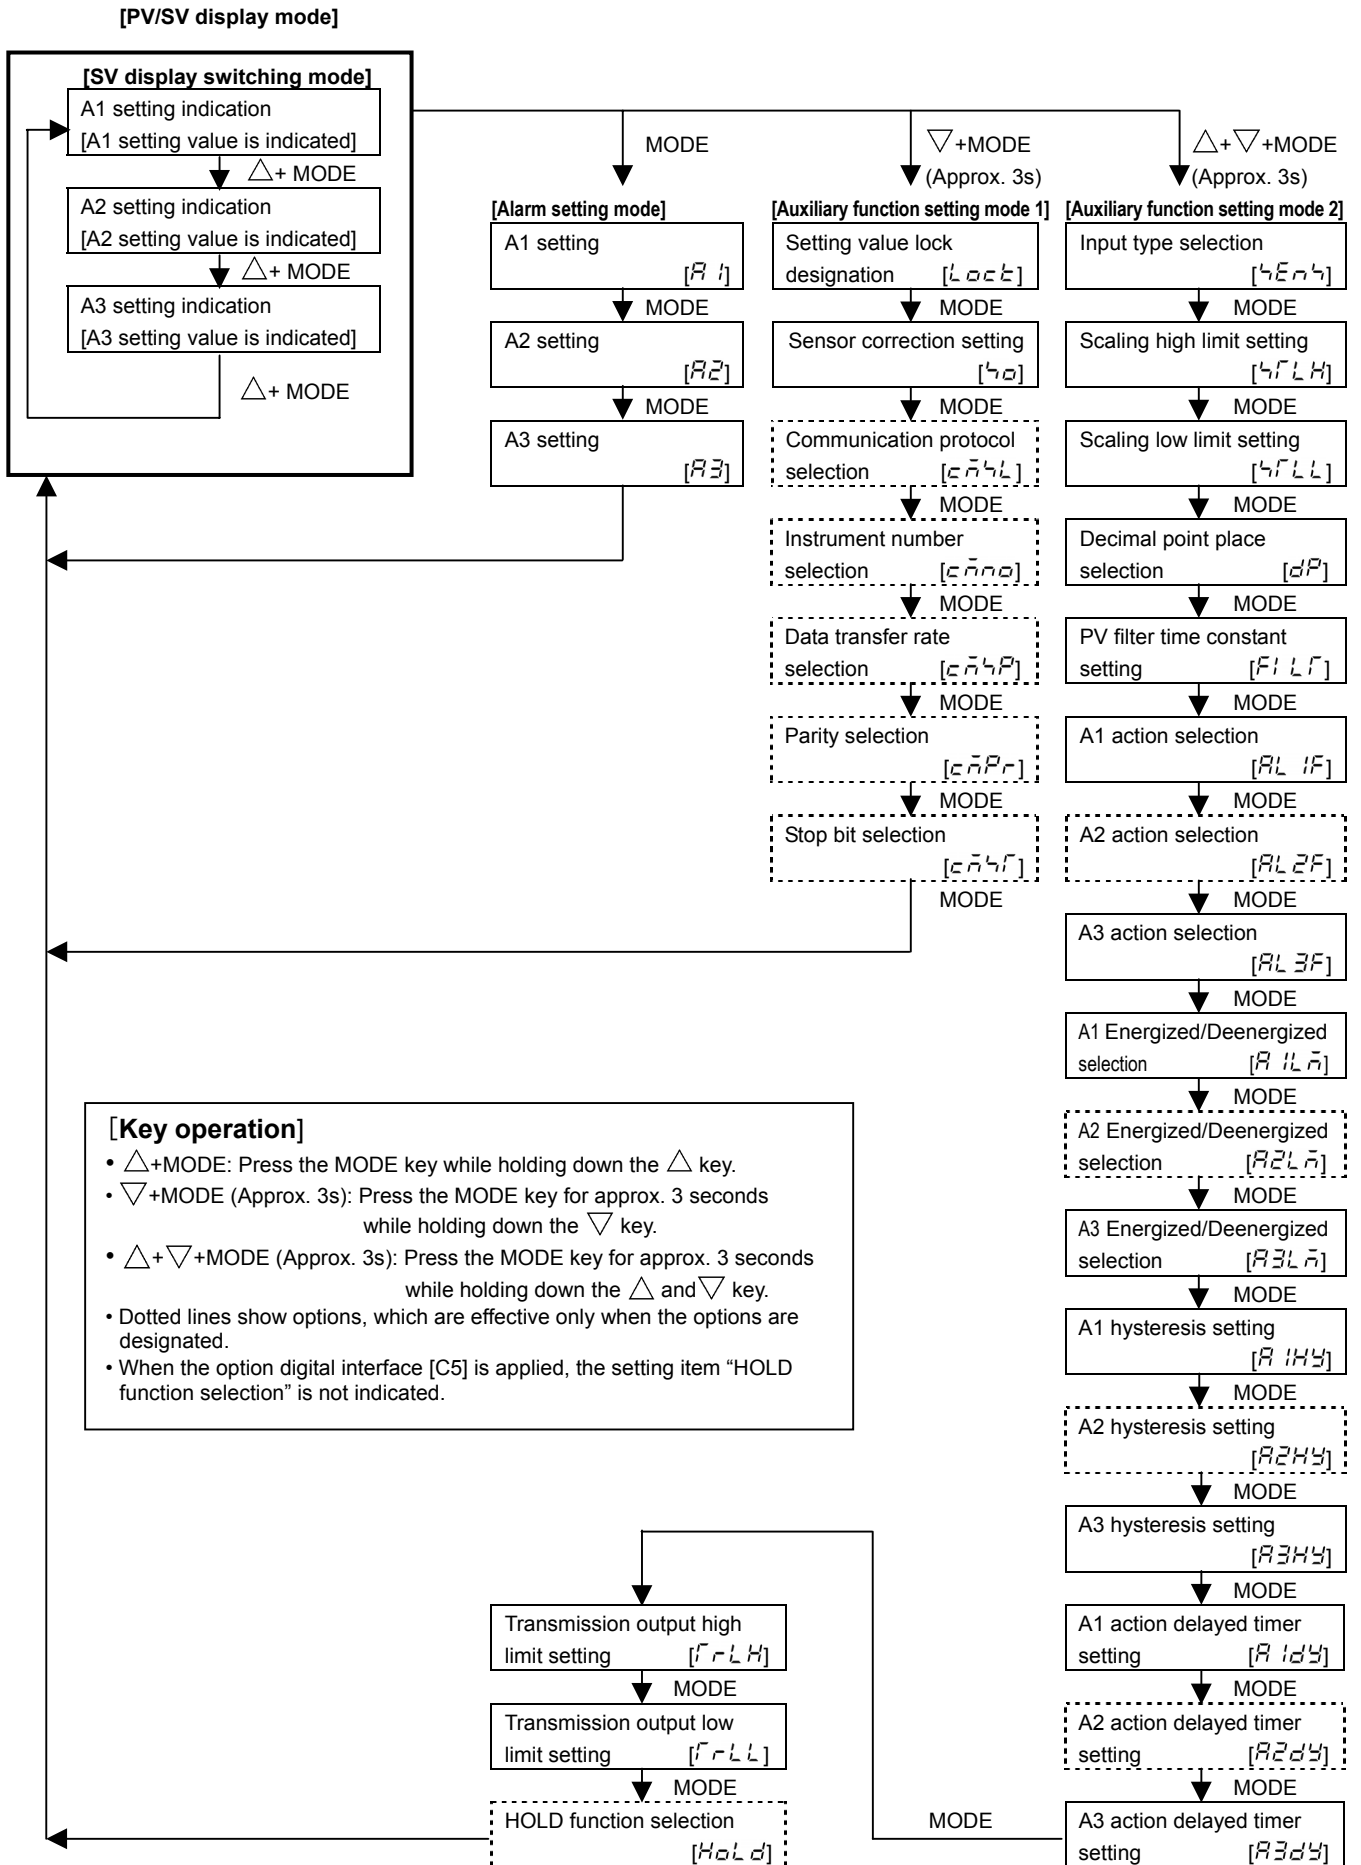 [PV/SV display mode]
[SV display switching mode]
A1 setting indication
[A1 setting value is indicated]
△+ MODE
A2 setting indication
[A2 setting value is indicated]
△+ MODE
A3 setting indication
[A3 setting value is indicated]
△+ MODE
MODE
[Alarm setting mode]
A1 setting
[A1]
MODE
A2 setting
[A2]
MODE
A3 setting
[A3]
▽+MODE
(Approx. 3s)
[Auxiliary function setting mode 1]
Setting value lock
designation [Lock]
MODE
Sensor correction setting
[so]
MODE
Communication protocol
selection [cmsL]
MODE
Instrument number
selection [cmno]
MODE
Data transfer rate
selection [cmsP]
MODE
Parity selection
[cmPr]
MODE
Stop bit selection
[cmsT]
MODE
△+▽+MODE
(Approx. 3s)
[Auxiliary function setting mode 2]
Input type selection
[sEns]
MODE
Scaling high limit setting
[sTLH]
MODE
Scaling low limit setting
[sTLL]
MODE
Decimal point place
selection [dP]
MODE
PV filter time constant
setting [FILT]
MODE
A1 action selection
[AL1F]
MODE
A2 action selection
[AL2F]
MODE
A3 action selection
[AL3F]
MODE
A1 Energized/Deenergized
selection [A1Lm]
MODE
A2 Energized/Deenergized
selection [A2Lm]
MODE
A3 Energized/Deenergized
selection [A3Lm]
MODE
A1 hysteresis setting
[A1HY]
MODE
A2 hysteresis setting
[A2HY]
MODE
A3 hysteresis setting
[A3HY]
MODE
A1 action delayed timer
setting [A1dY]
MODE
A2 action delayed timer
setting [A2dY]
MODE
A3 action delayed timer
setting [A3dY]
MODE
Transmission output high
limit setting [TrLH]
MODE
Transmission output low
limit setting [TrLL]
MODE
HOLD function selection
[HoLd]
[Key operation]
• △+MODE: Press the MODE key while holding down the △ key.
• ▽+MODE (Approx. 3s): Press the MODE key for approx. 3 seconds
while holding down the ▽ key.
• △+▽+MODE (Approx. 3s): Press the MODE key for approx. 3 seconds
while holding down the △ and▽ key.
• Dotted lines show options, which are effective only when the options are
designated.
• When the option digital interface [C5] is applied, the setting item “HOLD
function selection” is not indicated.